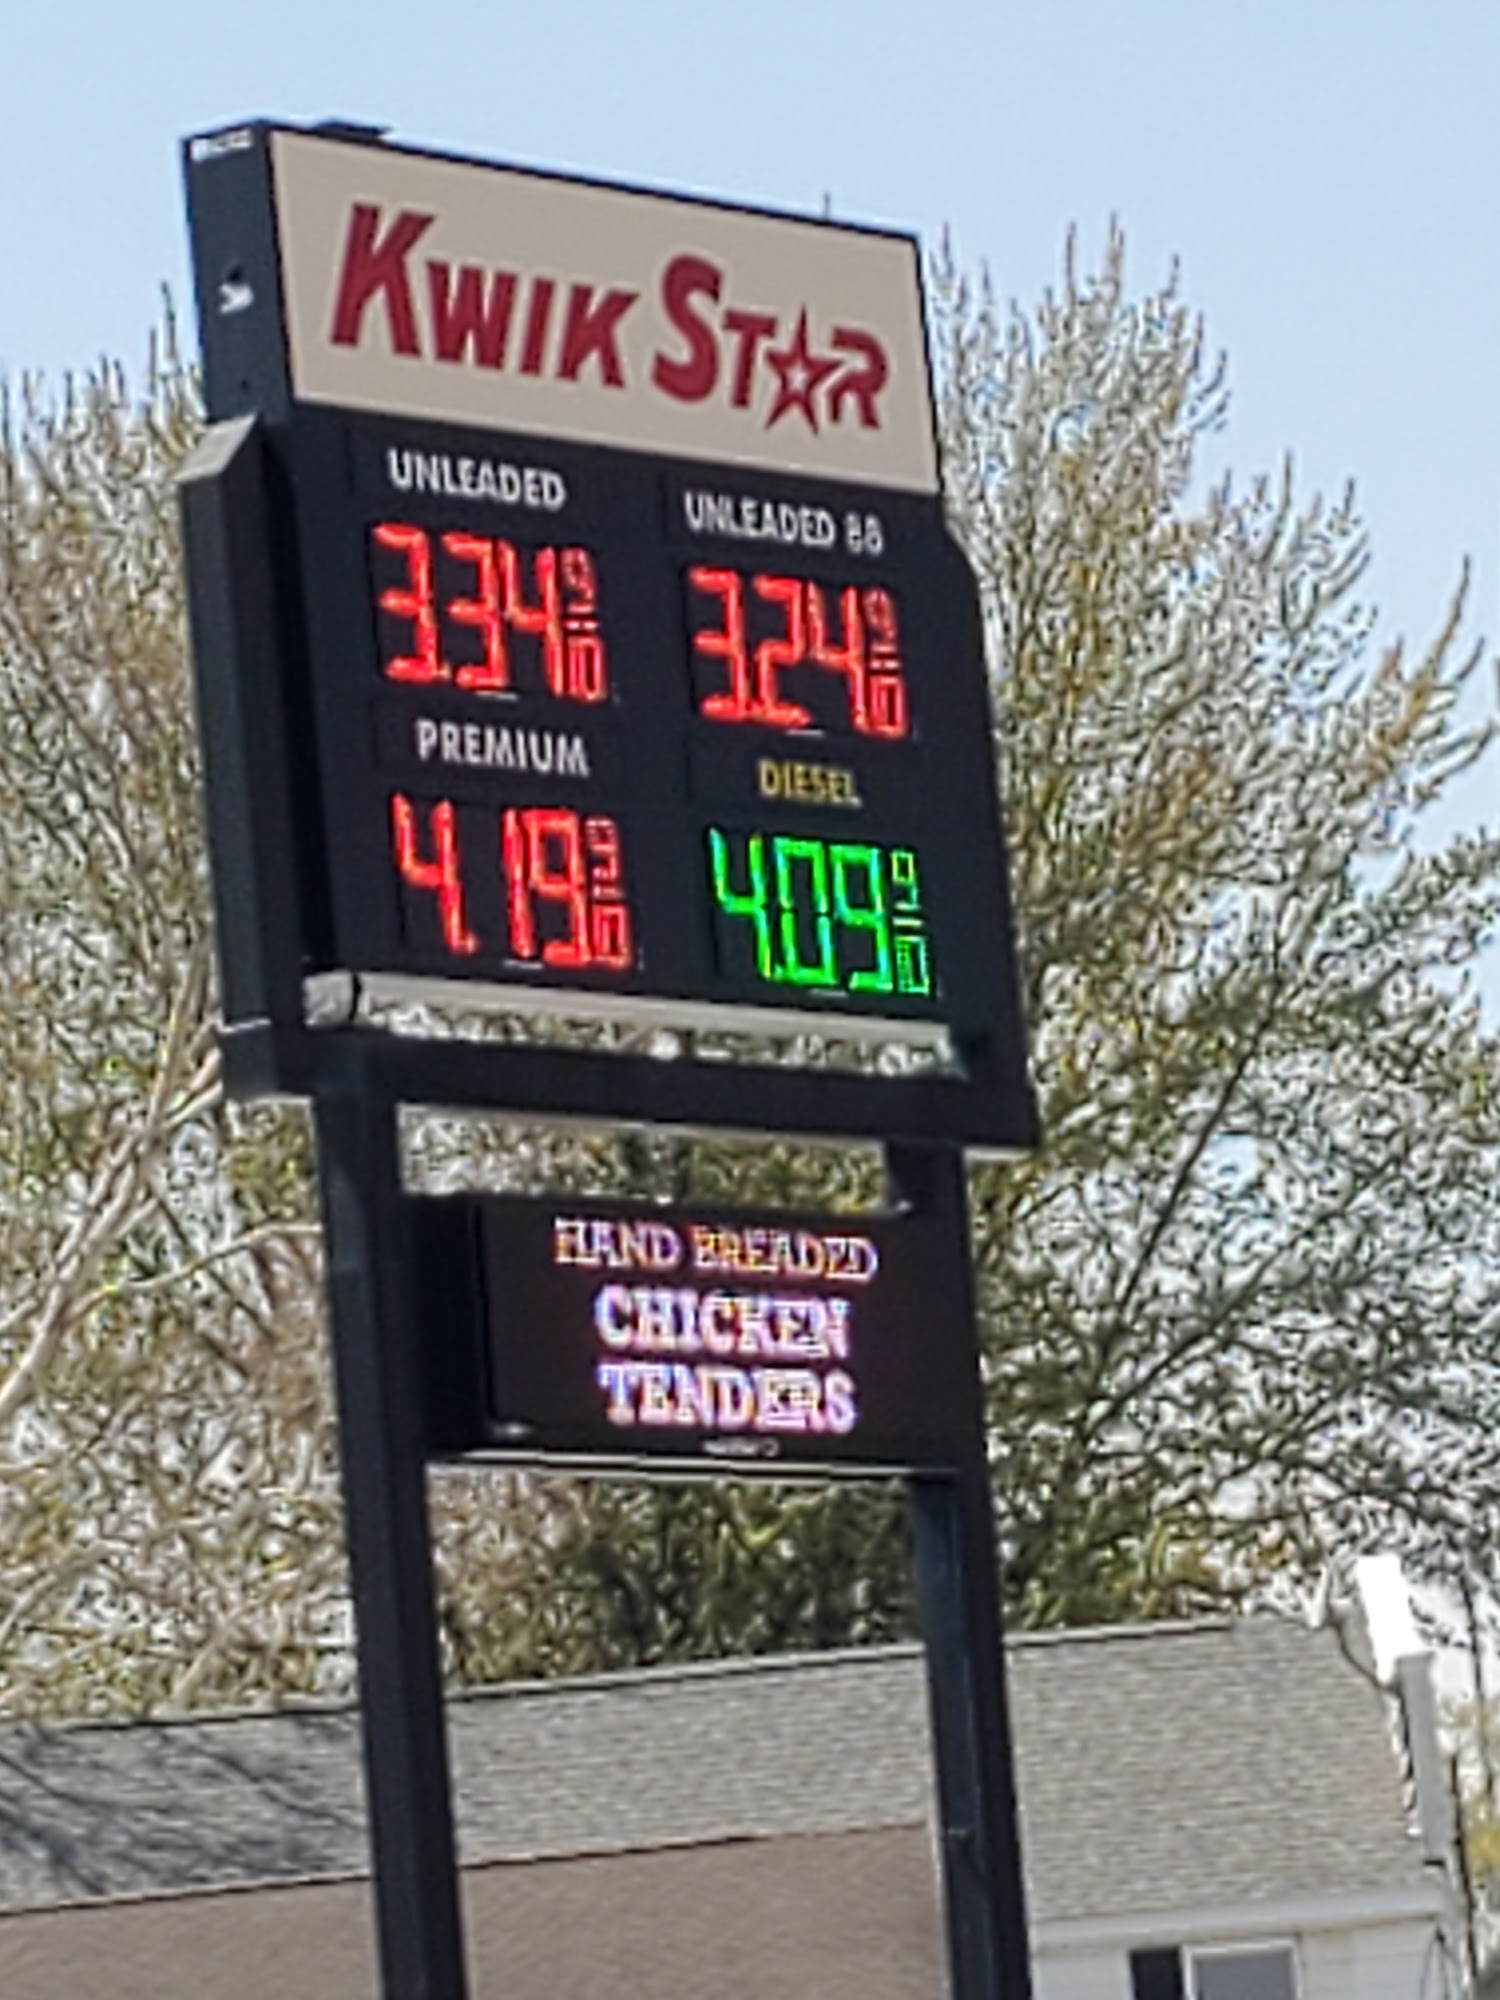 KWIK STAR
UNLEADED
UNLEADED 88
3.34 9/10
3.24 9/10
PREMIUM
DIESEL
4.19 9/10
4.09 9/10
HAND BREADED
CHICKEN
TENDERS